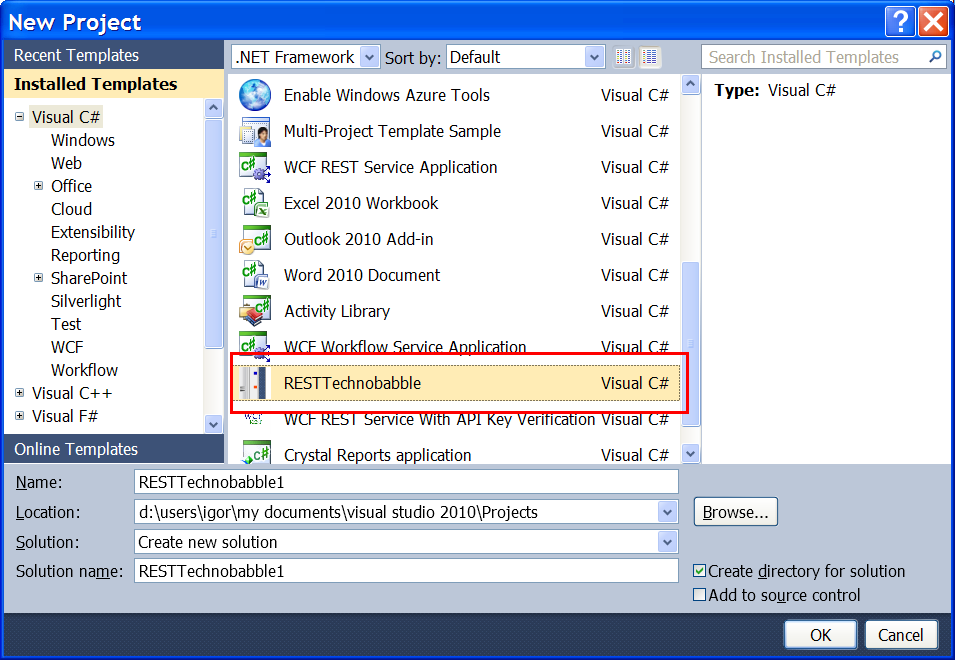 New Project
Recent Templates
.NET Framework
Sort by:
Default
Search Installed Templates
Installed Templates
Visual C#
Windows
Web
Office
Cloud
Extensibility
Reporting
SharePoint
Silverlight
Test
WCF
Workflow
Visual C++
Visual F#
Online Templates
Enable Windows Azure Tools Visual C#
Multi-Project Template Sample Visual C#
WCF REST Service Application Visual C#
Excel 2010 Workbook Visual C#
Outlook 2010 Add-in Visual C#
Word 2010 Document Visual C#
Activity Library Visual C#
WCF Workflow Service Application Visual C#
RESTTechnobabble Visual C#
WCF REST Service With API Key Verification Visual C#
Crystal Reports application Visual C#
Type: Visual C#
Name: RESTTechnobabble1
Location: d:\users\igor\my documents\visual studio 2010\Projects
Browse...
Solution: Create new solution
Solution name: RESTTechnobabble1
Create directory for solution
Add to source control
OK
Cancel